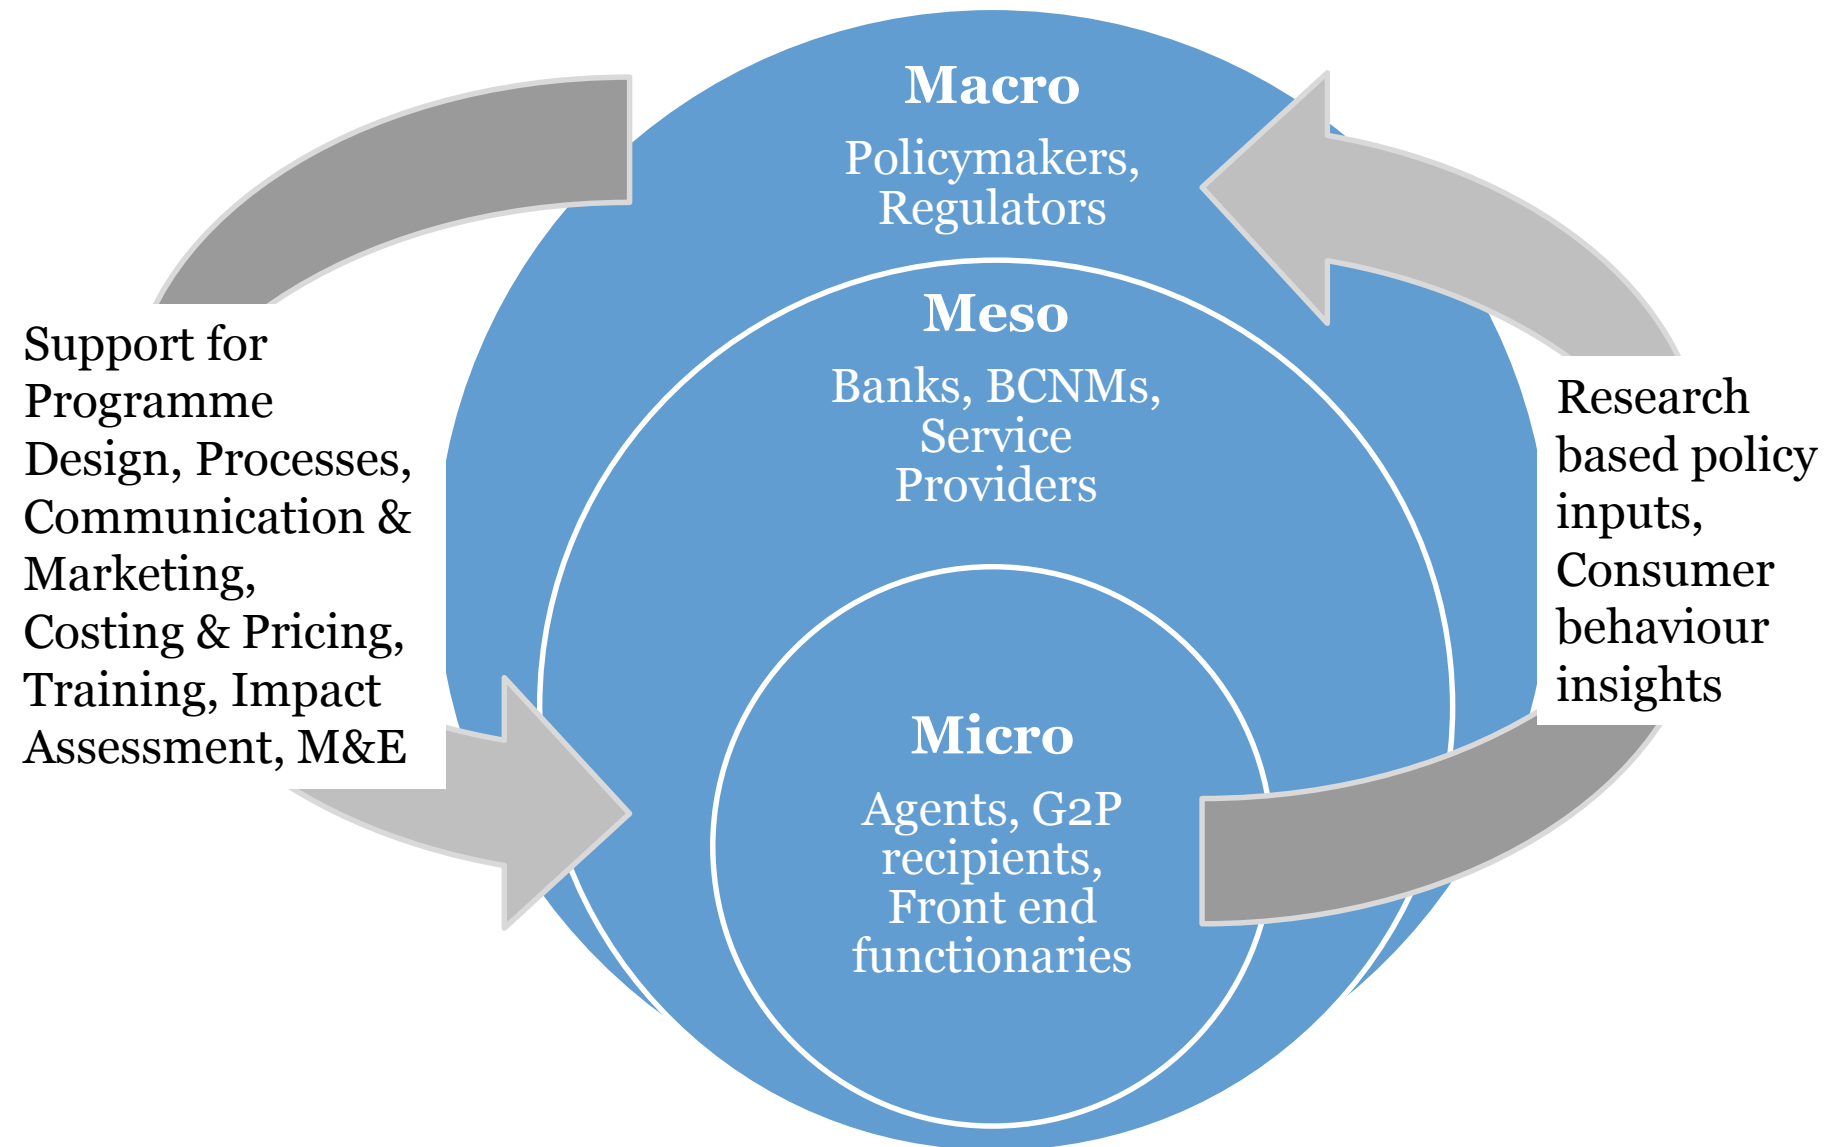 Macro
Policymakers,
Regulators
Meso
Banks, BCNMs,
Service
Providers
Micro
Agents, G2P
recipients,
Front end
functionaries
Support for
Programme
Design, Processes,
Communication &
Marketing,
Costing & Pricing,
Training, Impact
Assessment, M&E
Research
based policy
inputs,
Consumer
behaviour
insights